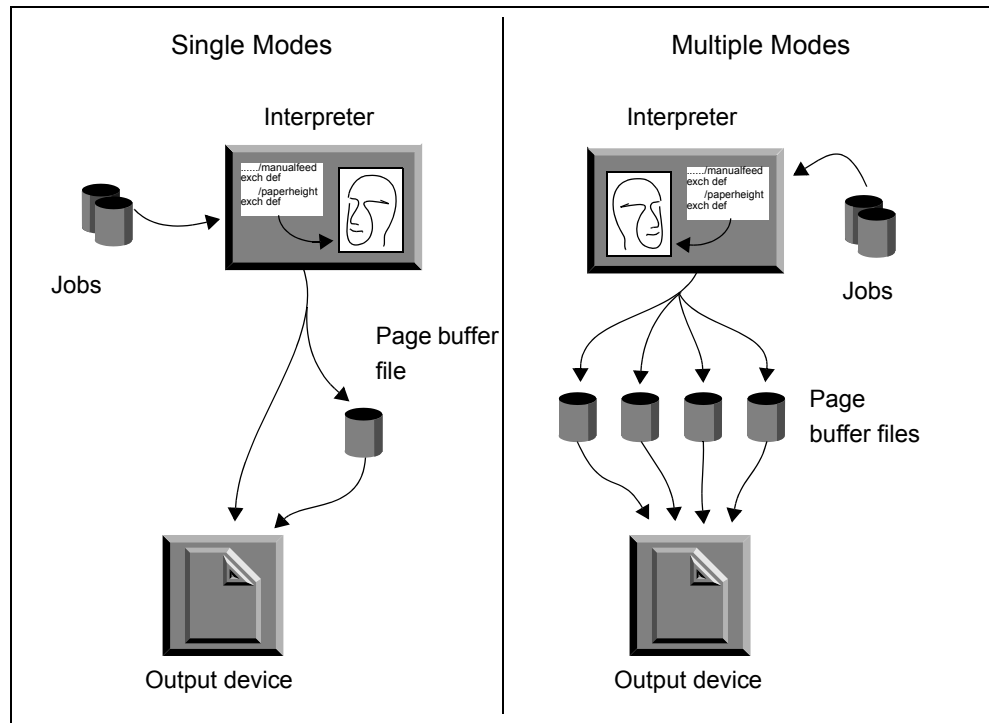 Single Modes
Interpreter
....../manualfeed
exch def
/paperheight
exch def
Jobs
Page buffer
file
Output device
Multiple Modes
Interpreter
....../manualfeed
exch def
/paperheight
exch def
Jobs
Page
buffer files
Output device